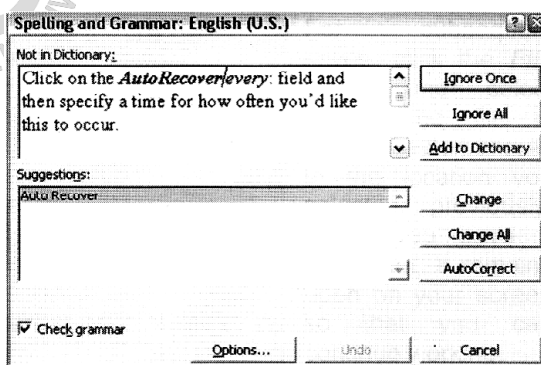 Spelling and Grammar: English (U.S.)
Not in Dictionary:
Click on the AutoRecover every: field and
then specify a time for how often you'd like
this to occur.
Ignore Once
Ignore All
Add to Dictionary
Suggestions:
Auto Recover
Change
Change All
AutoCorrect
Check grammar
Options...
Undo
Cancel